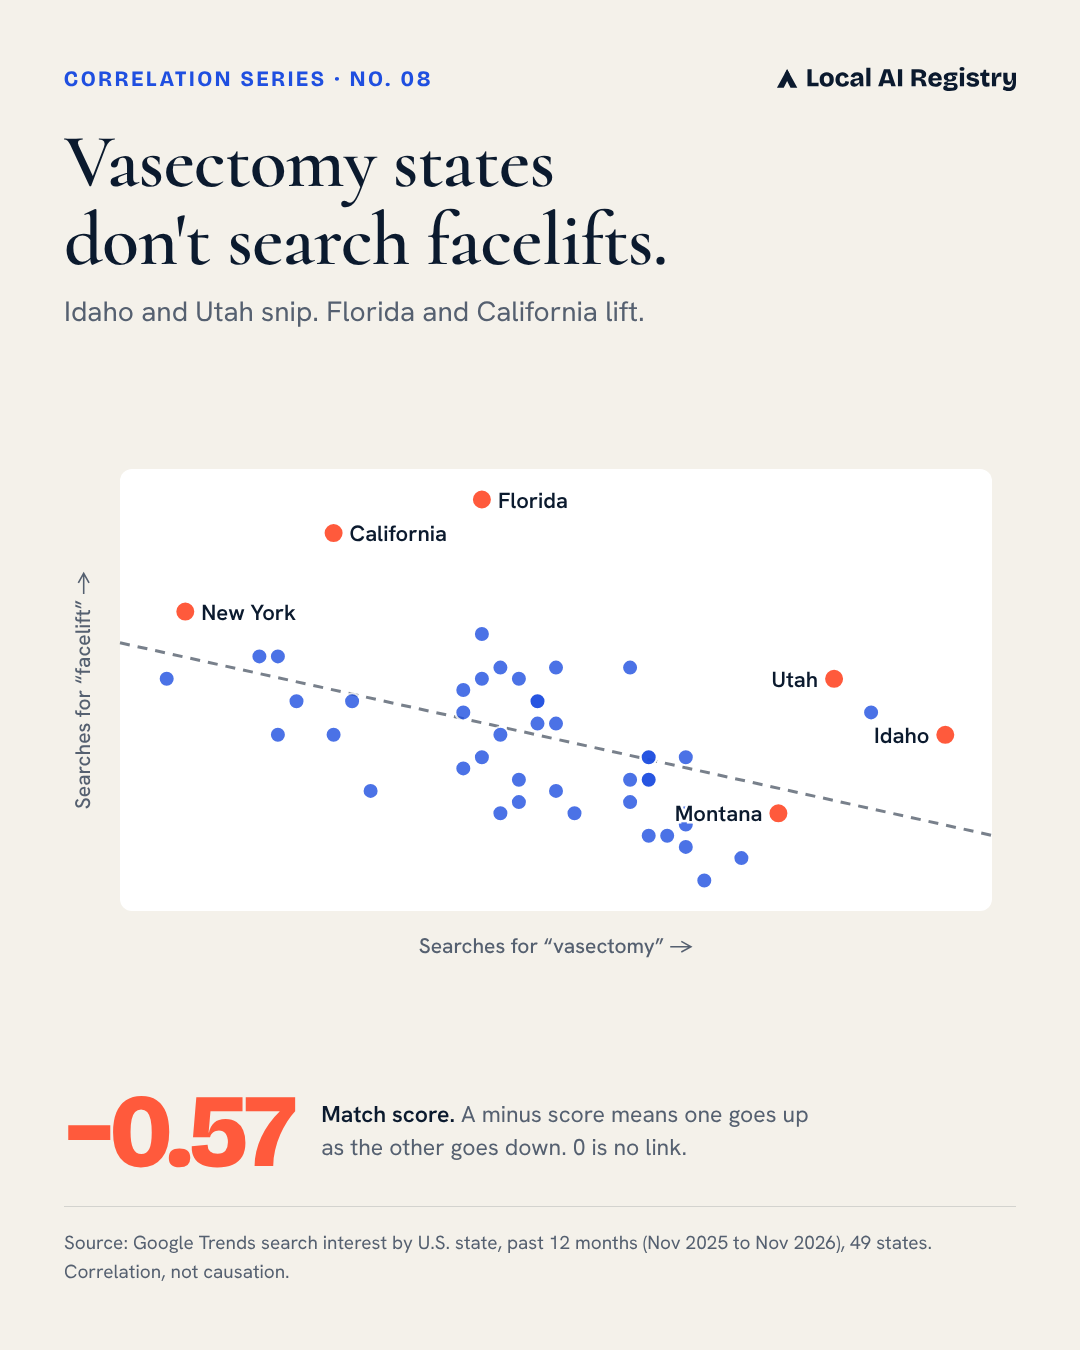 CORRELATION SERIES · NO. 08
Local AI Registry
Vasectomy states
don't search facelifts.
Idaho and Utah snip. Florida and California lift.
Florida
California
New York
Utah
Idaho
Montana
Searches for “facelift” →
Searches for “vasectomy” →
−0.57
Match score. A minus score means one goes up
as the other goes down. 0 is no link.
Source: Google Trends search interest by U.S. state, past 12 months (Nov 2025 to Nov 2026), 49 states.
Correlation, not causation.